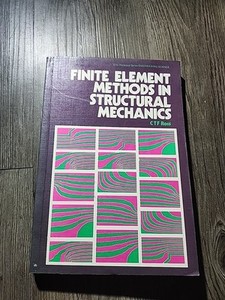 FINITE ELEMENT
METHODS IN
STRUCTURAL
MECHANICS
C T F Ross